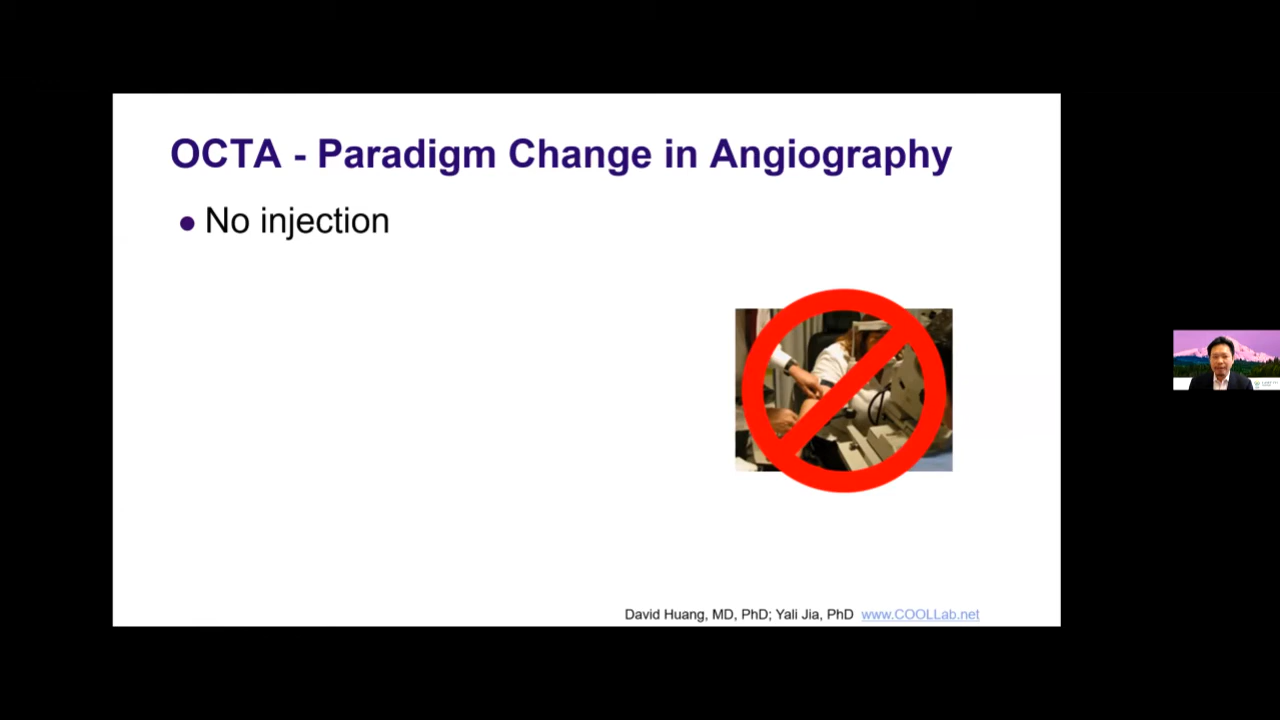 OCTA - Paradigm Change in Angiography
● No injection
David Huang, MD, PhD; Yali Jia, PhD www.COOLLab.net